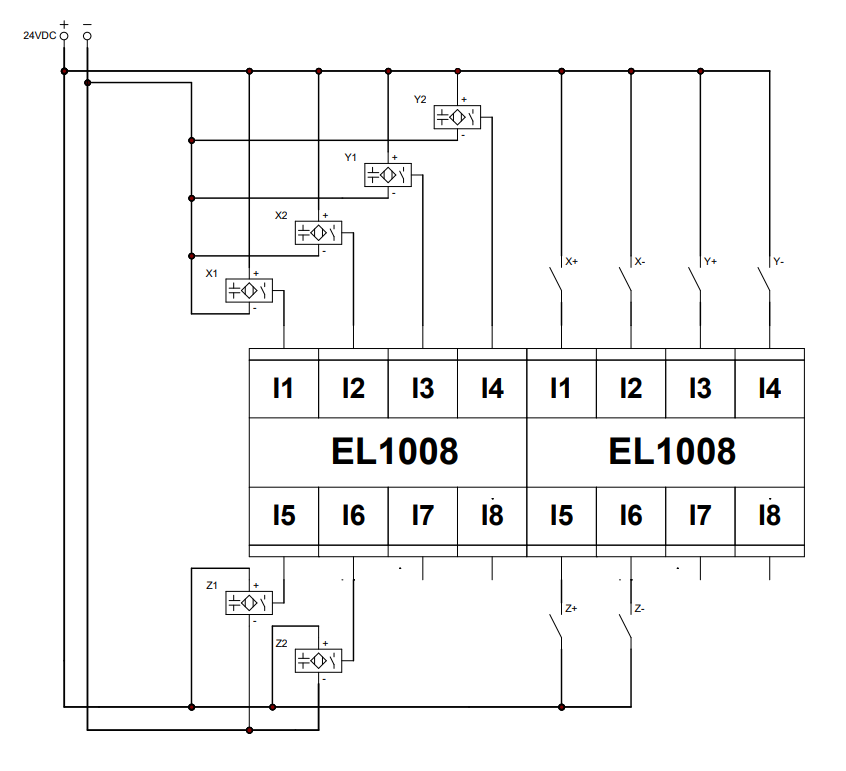 + −
24VDC
Y2 +
-
Y1 +
-
X2 +
-
X1 +
-
X+ X- Y+ Y-
I1 I2 I3 I4 I1 I2 I3 I4
EL1008 EL1008
I5 I6 I7 I8 I5 I6 I7 I8
Z1 +
-
Z+ Z-
Z2 +
-